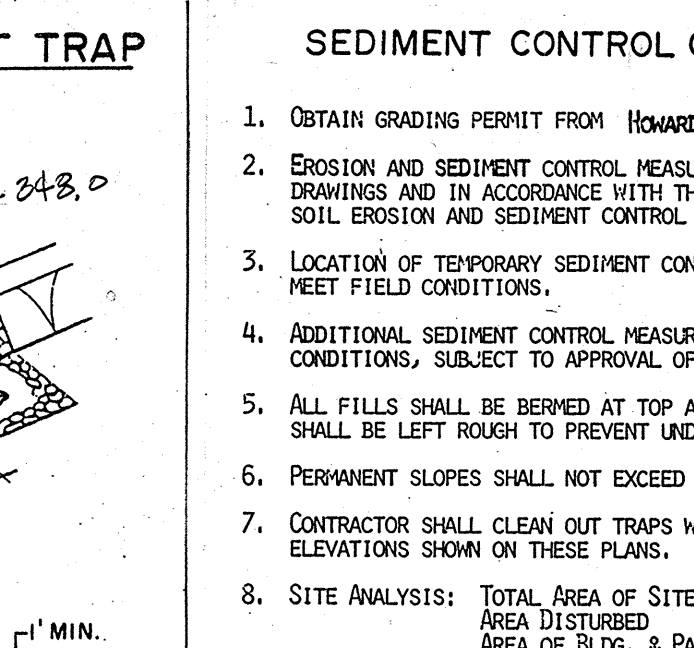 TRAP
348.0
1' MIN.
SEDIMENT CONTROL
1. OBTAIN GRADING PERMIT FROM HOWARD
2. EROSION AND SEDIMENT CONTROL MEASU
DRAWINGS AND IN ACCORDANCE WITH TH
SOIL EROSION AND SEDIMENT CONTROL
3. LOCATION OF TEMPORARY SEDIMENT CON
MEET FIELD CONDITIONS.
4. ADDITIONAL SEDIMENT CONTROL MEASUR
CONDITIONS, SUBJECT TO APPROVAL OF
5. ALL FILLS SHALL BE BERMED AT TOP A
SHALL BE LEFT ROUGH TO PREVENT UND
6. PERMANENT SLOPES SHALL NOT EXCEED
7. CONTRACTOR SHALL CLEAN OUT TRAPS W
ELEVATIONS SHOWN ON THESE PLANS.
8. SITE ANALYSIS: TOTAL AREA OF SITE
AREA DISTURBED
AREA OF BLDG. & PA